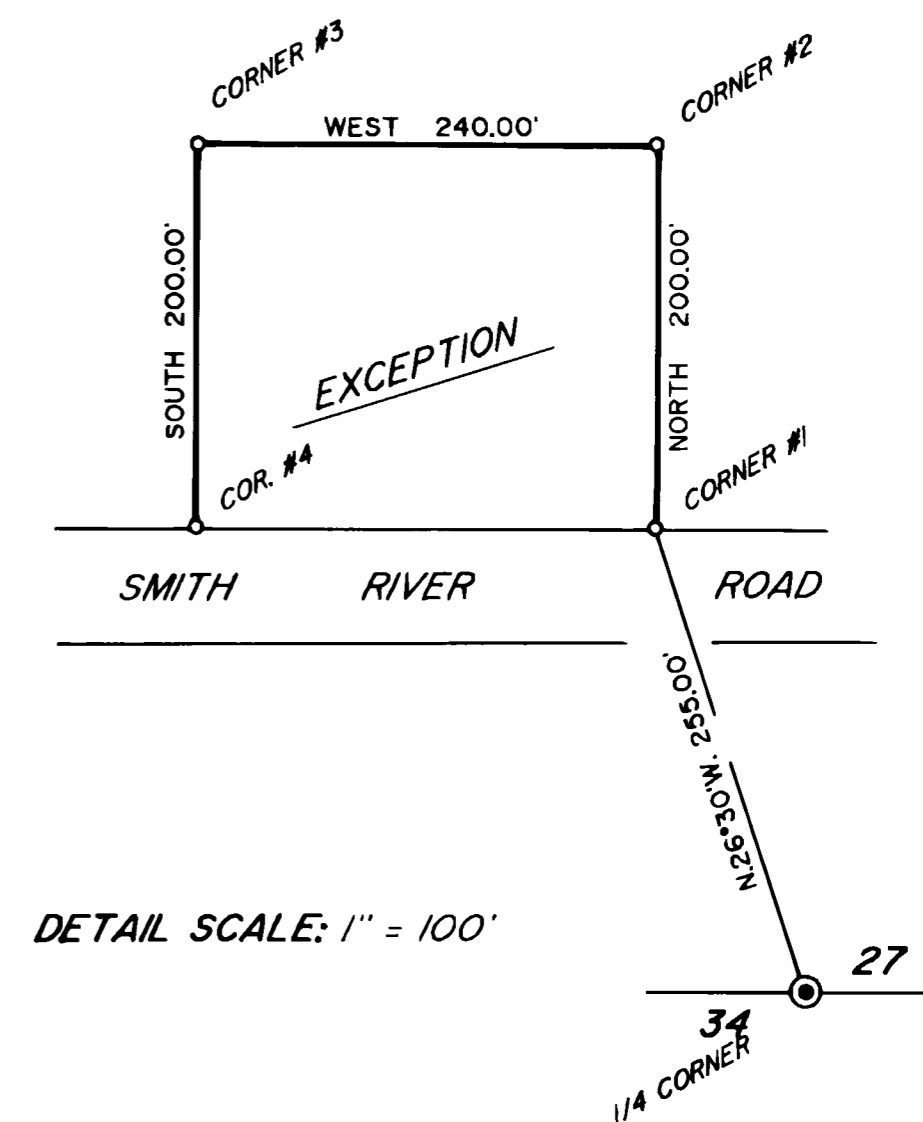 CORNER #3
CORNER #2
WEST 240.00'
SOUTH 200.00'
NORTH 200.00'
EXCEPTION
COR. #4
CORNER #1
SMITH RIVER ROAD
N.26°30'W. 255.00'
DETAIL SCALE: 1" = 100'
27
34
1/4 CORNER